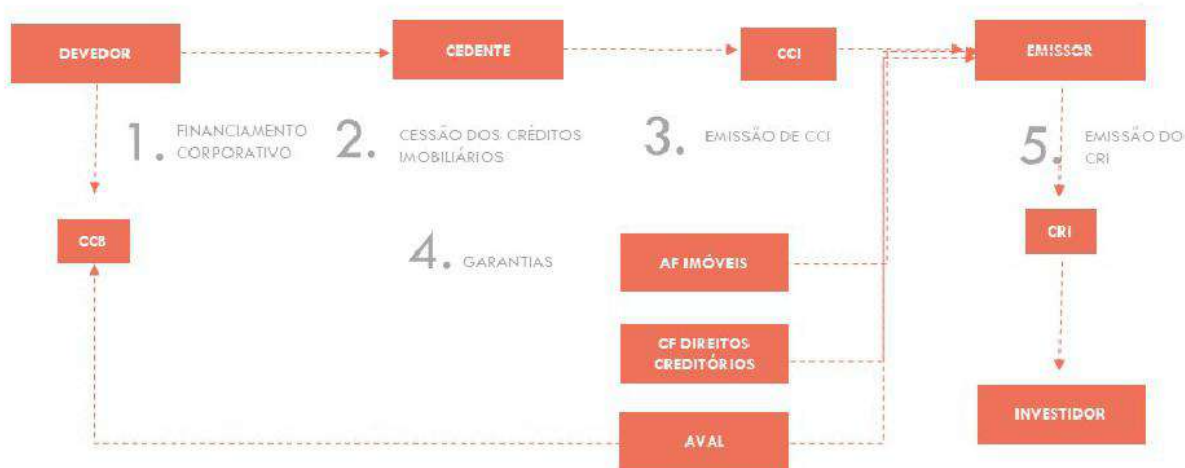 DEVEDOR
CEDENTE
CCI
EMISSOR
1. FINANCIAMENTO
CORPORATIVO
2. CESSÃO DOS CRÉDITOS
IMOBILIÁRIOS
3. EMISSÃO DE CCI
5. EMISSÃO DO
CRI
CCB
4. GARANTIAS
AF IMÓVEIS
CRI
CF DIREITOS
CREDITÓRIOS
AVAL
INVESTIDOR